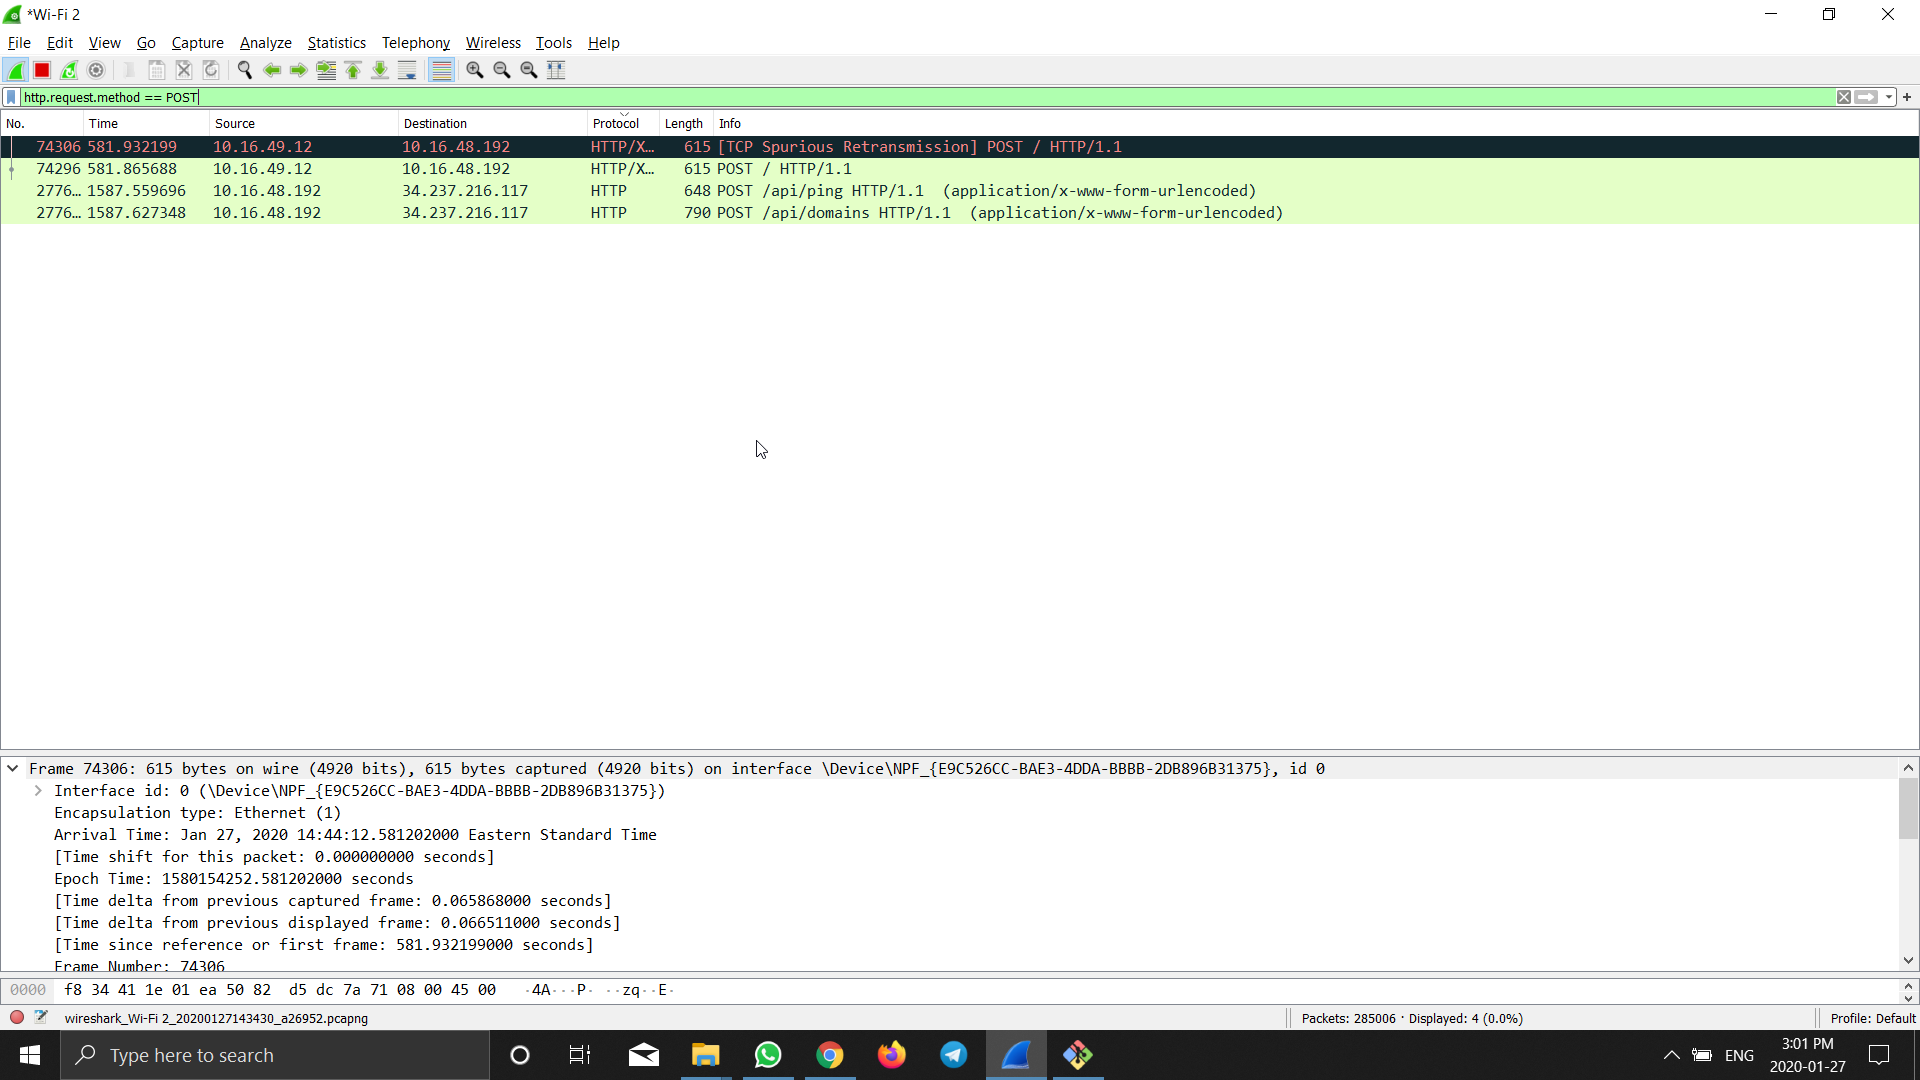 *Wi-Fi 2
File Edit View Go Capture Analyze Statistics Telephony Wireless Tools Help
http.request.method == POST
No. Time Source Destination Protocol Length Info
74306 581.932199 10.16.49.12 10.16.48.192 HTTP/X... 615 [TCP Spurious Retransmission] POST / HTTP/1.1
74296 581.865688 10.16.49.12 10.16.48.192 HTTP/X... 615 POST / HTTP/1.1
2776... 1587.559696 10.16.48.192 34.237.216.117 HTTP 648 POST /api/ping HTTP/1.1 (application/x-www-form-urlencoded)
2776... 1587.627348 10.16.48.192 34.237.216.117 HTTP 790 POST /api/domains HTTP/1.1 (application/x-www-form-urlencoded)
Frame 74306: 615 bytes on wire (4920 bits), 615 bytes captured (4920 bits) on interface \Device\NPF_{E9C526CC-BAE3-4DDA-BBBB-2DB896B31375}, id 0
Interface id: 0 (\Device\NPF_{E9C526CC-BAE3-4DDA-BBBB-2DB896B31375})
Encapsulation type: Ethernet (1)
Arrival Time: Jan 27, 2020 14:44:12.581202000 Eastern Standard Time
[Time shift for this packet: 0.000000000 seconds]
Epoch Time: 1580154252.581202000 seconds
[Time delta from previous captured frame: 0.065868000 seconds]
[Time delta from previous displayed frame: 0.066511000 seconds]
[Time since reference or first frame: 581.932199000 seconds]
Frame Number: 74306
0000 f8 34 41 1e 01 ea 50 82 d5 dc 7a 71 08 00 45 00 ·4A···P· ··zq··E·
wireshark_Wi-Fi 2_20200127143430_a26952.pcapng
Packets: 285006 · Displayed: 4 (0.0%)
Profile: Default
Type here to search
ENG
3:01 PM
2020-01-27